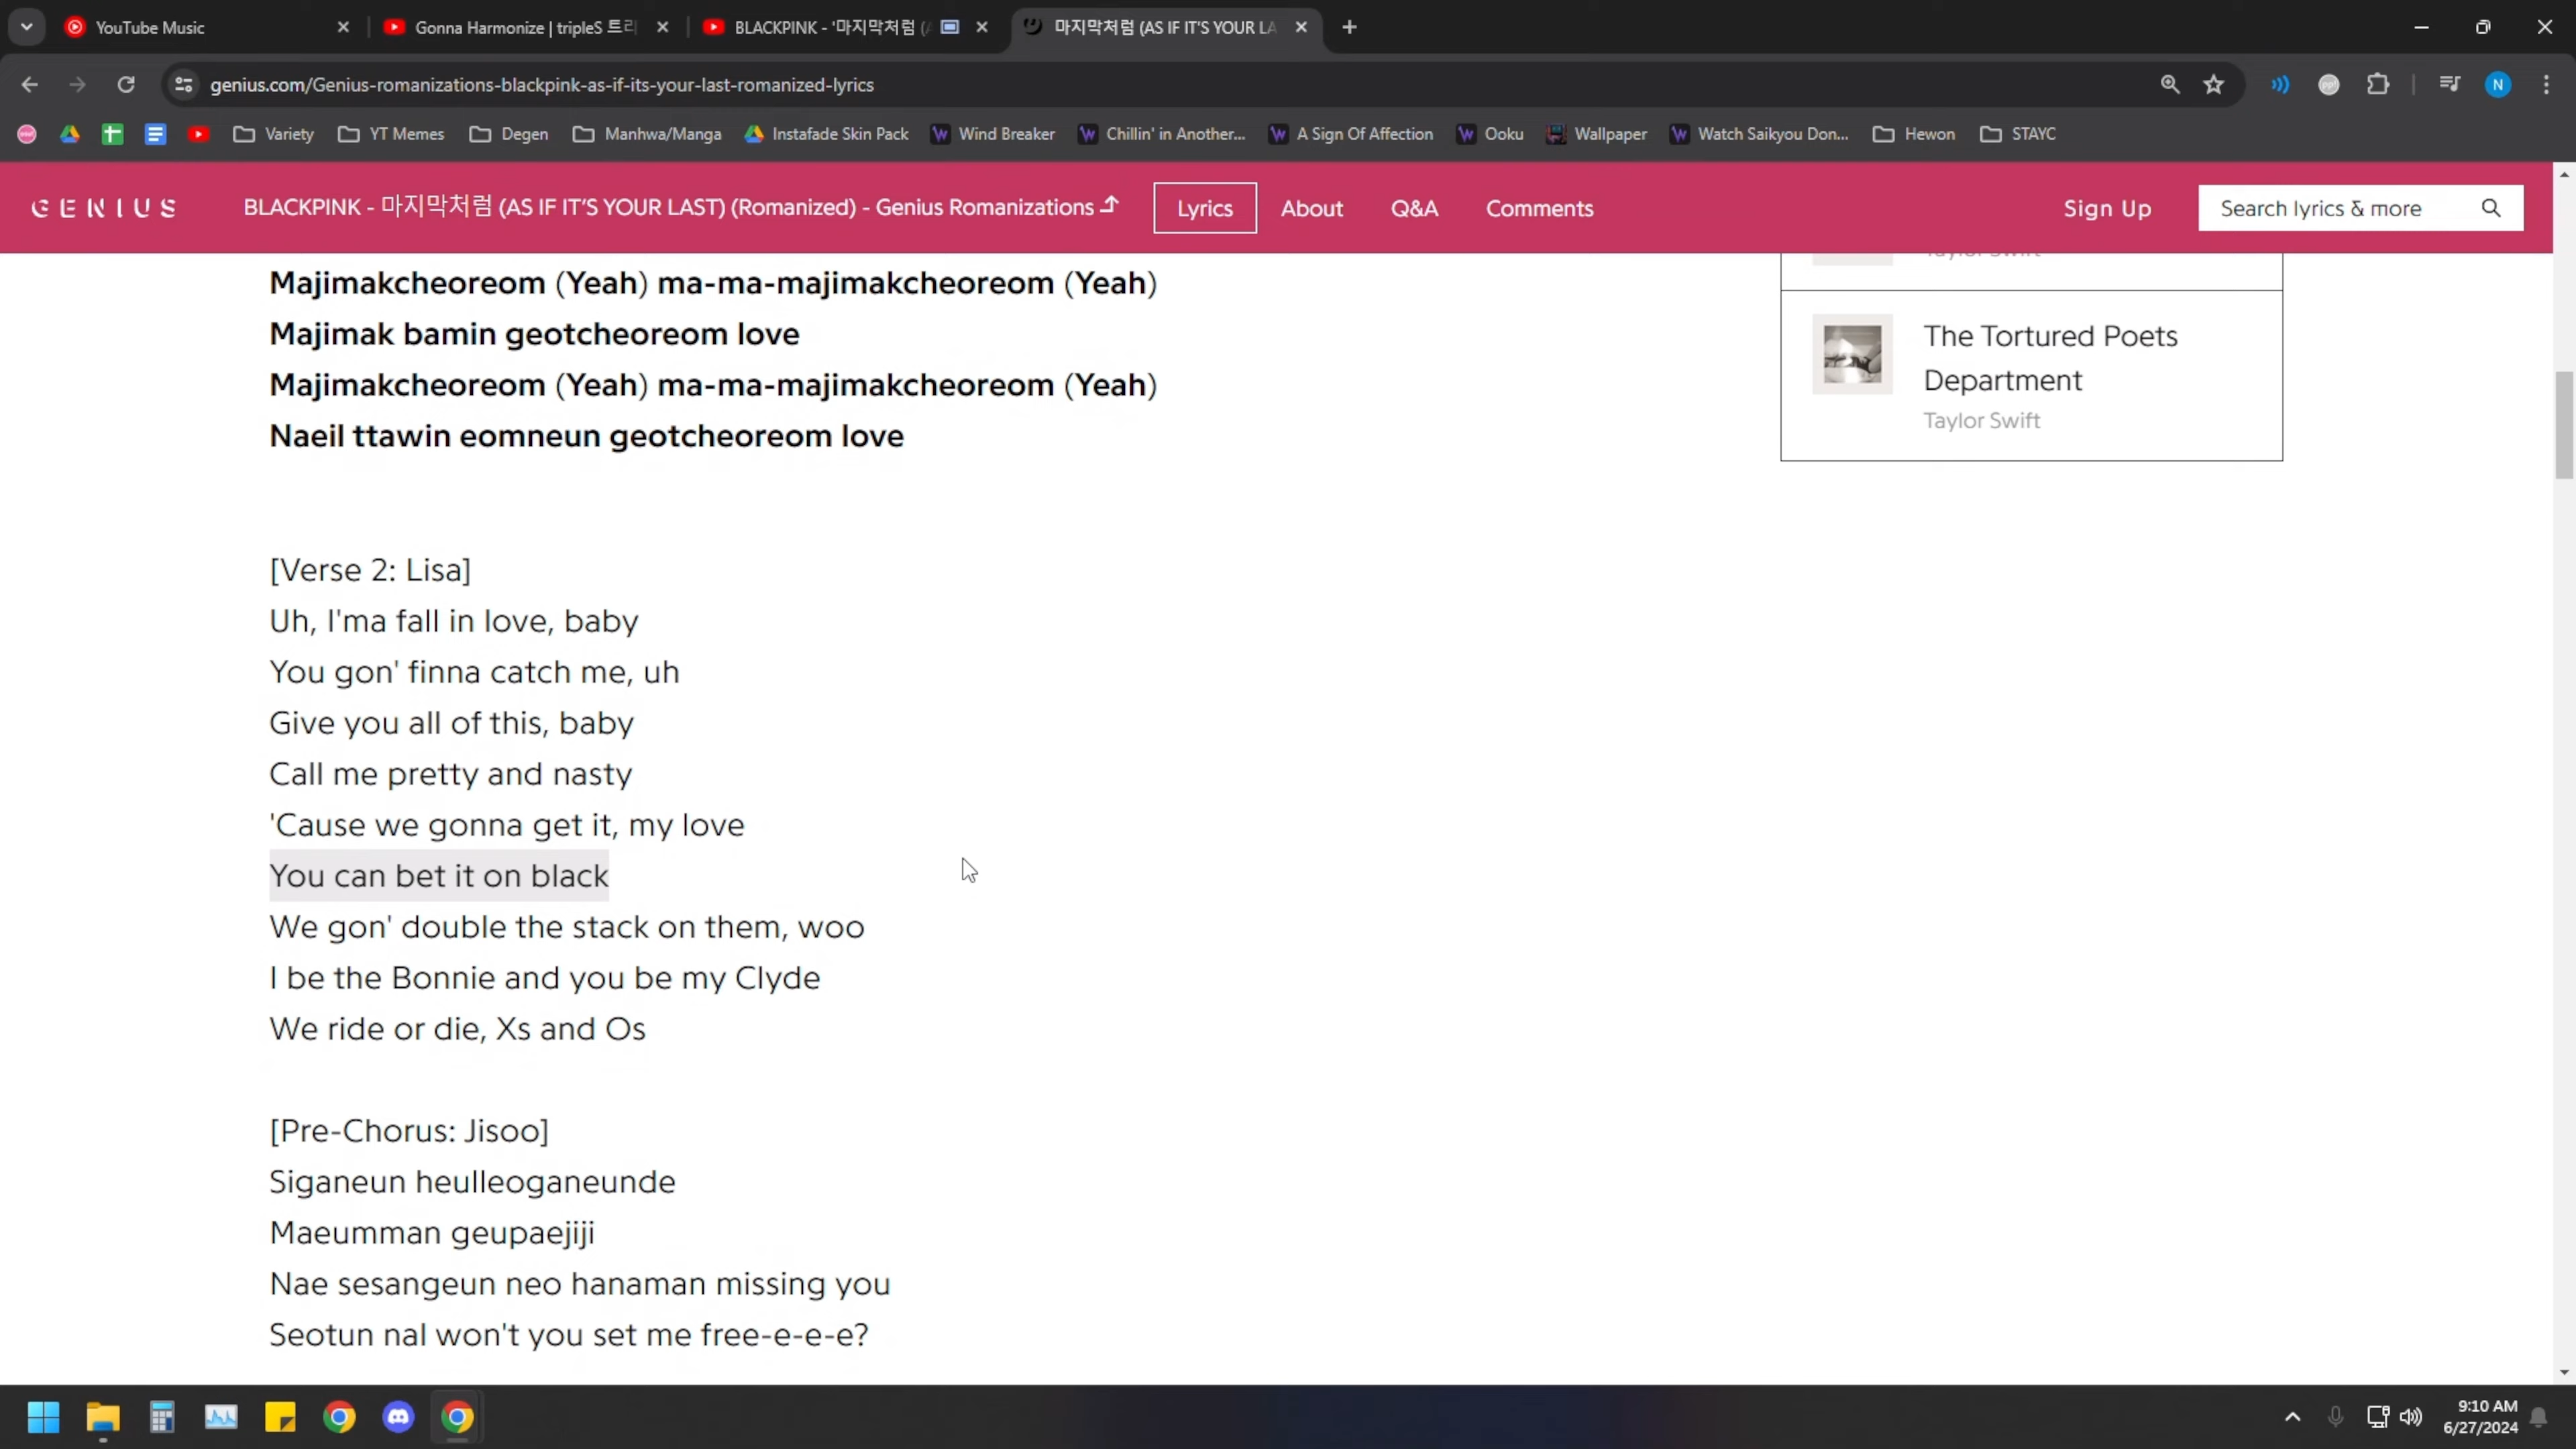 YouTube Music
Gonna Harmonize | tripleS 트리
BLACKPINK - '마지막처럼 (A
마지막처럼 (AS IF IT'S YOUR LA
genius.com/Genius-romanizations-blackpink-as-if-its-your-last-romanized-lyrics
N
Variety
YT Memes
Degen
Manhwa/Manga
Instafade Skin Pack
Wind Breaker
Chillin' in Another...
A Sign Of Affection
Ooku
Wallpaper
Watch Saikyou Don...
Hewon
STAYC
GENIUS
BLACKPINK - 마지막처럼 (AS IF IT'S YOUR LAST) (Romanized) - Genius Romanizations
Lyrics
About
Q&A
Comments
Sign Up
Search lyrics & more
Majimakcheoreom (Yeah) ma-ma-majimakcheoreom (Yeah)
Majimak bamin geotcheoreom love
Majimakcheoreom (Yeah) ma-ma-majimakcheoreom (Yeah)
Naeil ttawin eomneun geotcheoreom love
[Verse 2: Lisa]
Uh, I'ma fall in love, baby
You gon' finna catch me, uh
Give you all of this, baby
Call me pretty and nasty
'Cause we gonna get it, my love
You can bet it on black
We gon' double the stack on them, woo
I be the Bonnie and you be my Clyde
We ride or die, Xs and Os
[Pre-Chorus: Jisoo]
Siganeun heulleoganeunde
Maeumman geupaejiji
Nae sesangeun neo hanaman missing you
Seotun nal won't you set me free-e-e-e?
Taylor Swift
The Tortured Poets
Department
Taylor Swift
9:10 AM
6/27/2024